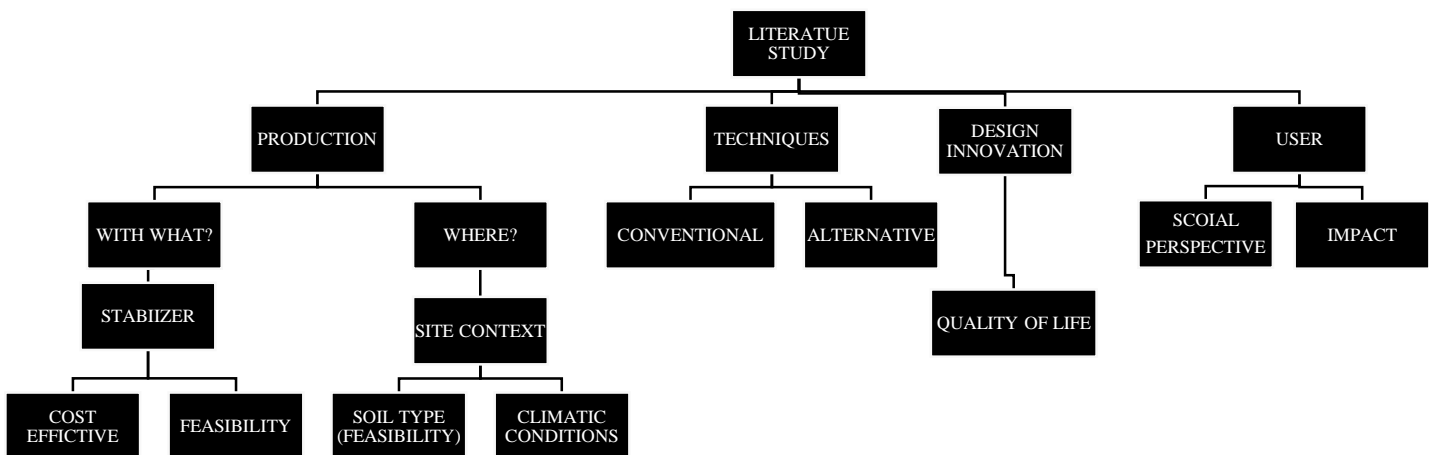 LITERATUE
STUDY
PRODUCTION
TECHNIQUES
DESIGN
INNOVATION
USER
WITH WHAT?
WHERE?
CONVENTIONAL
ALTERNATIVE
SCOIAL
PERSPECTIVE
IMPACT
STABIIZER
SITE CONTEXT
QUALITY OF LIFE
COST
EFFICTIVE
FEASIBILITY
SOIL TYPE
(FEASIBILITY)
CLIMATIC
CONDITIONS